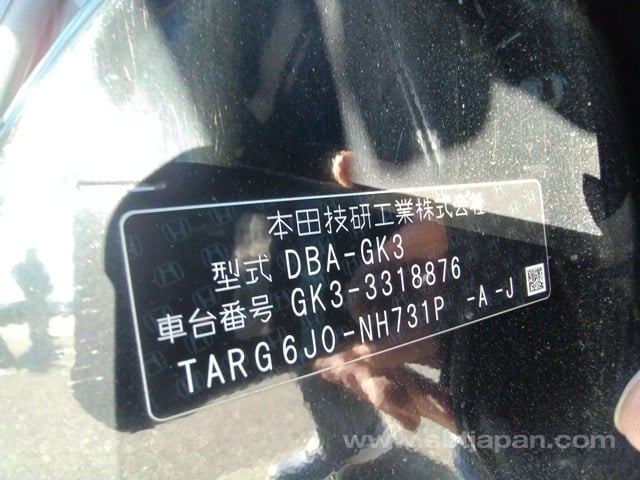 本田技研工業株式会社
型式 DBA-GK3
車台番号 GK3-3318876
TARG6J0-NH731P -A-J
www.sbtjapan.com